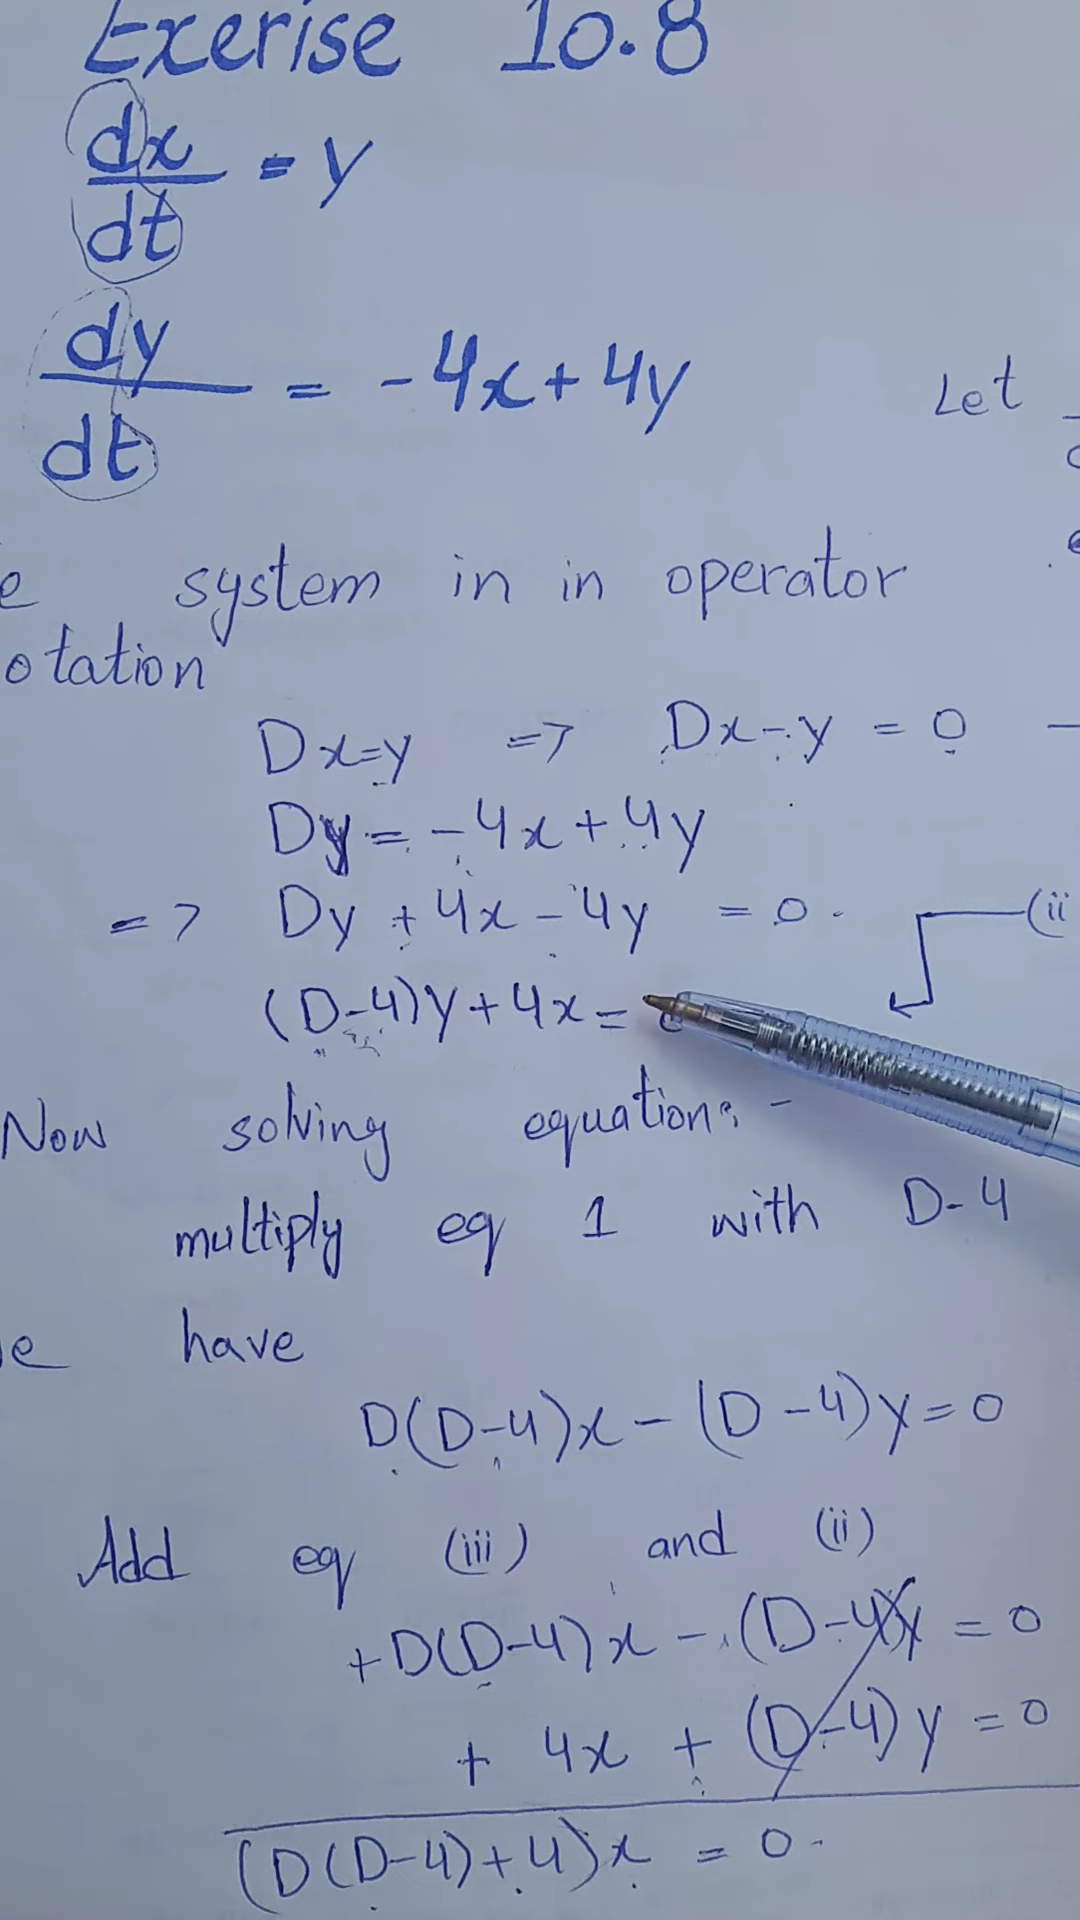 Exerise 10.8
dx/dt = y
dy/dt = -4x+4y
Let
system in in operator
otation
Dx=y => Dx-y = 0
Dy = -4x+4y
=> Dy + 4x - 4y = 0. (ii
(D-4)y+4x=
Now solving equation:-
multiply eq 1 with D-4
have
D(D-4)x - (D-4)y=0
Add eq (iii) and (ii)
+D(D-4)x - (D-4)y = 0
+ 4x + (D-4)y = 0
(D(D-4)+4)x = 0.